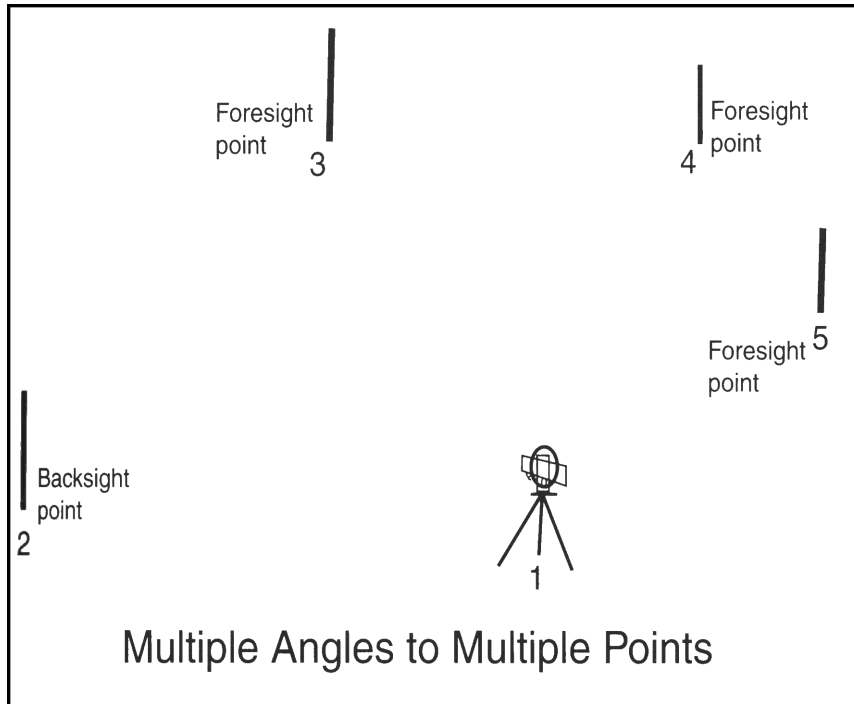 Foresight
point
3
Foresight
point
4
Foresight
point
5
Backsight
point
2
1
Multiple Angles to Multiple Points